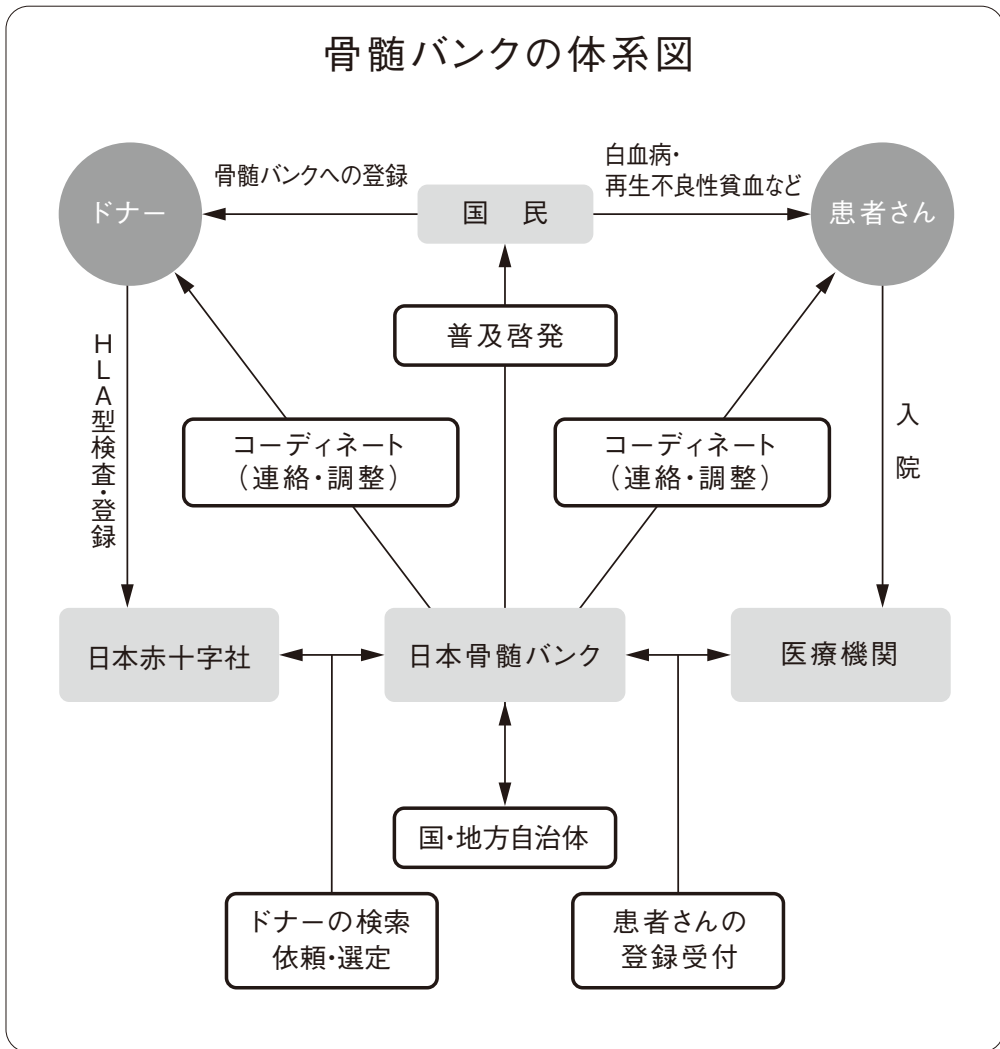 骨髄バンクの体系図
白血病・
再生不良性貧血など
骨髄バンクへの登録
ドナー
国 民
患者さん
普及啓発
HLA型検査・登録
コーディネート
(連絡・調整)
コーディネート
(連絡・調整)
入院
日本赤十字社
日本骨髄バンク
医療機関
国・地方自治体
ドナーの検索
依頼・選定
患者さんの
登録受付